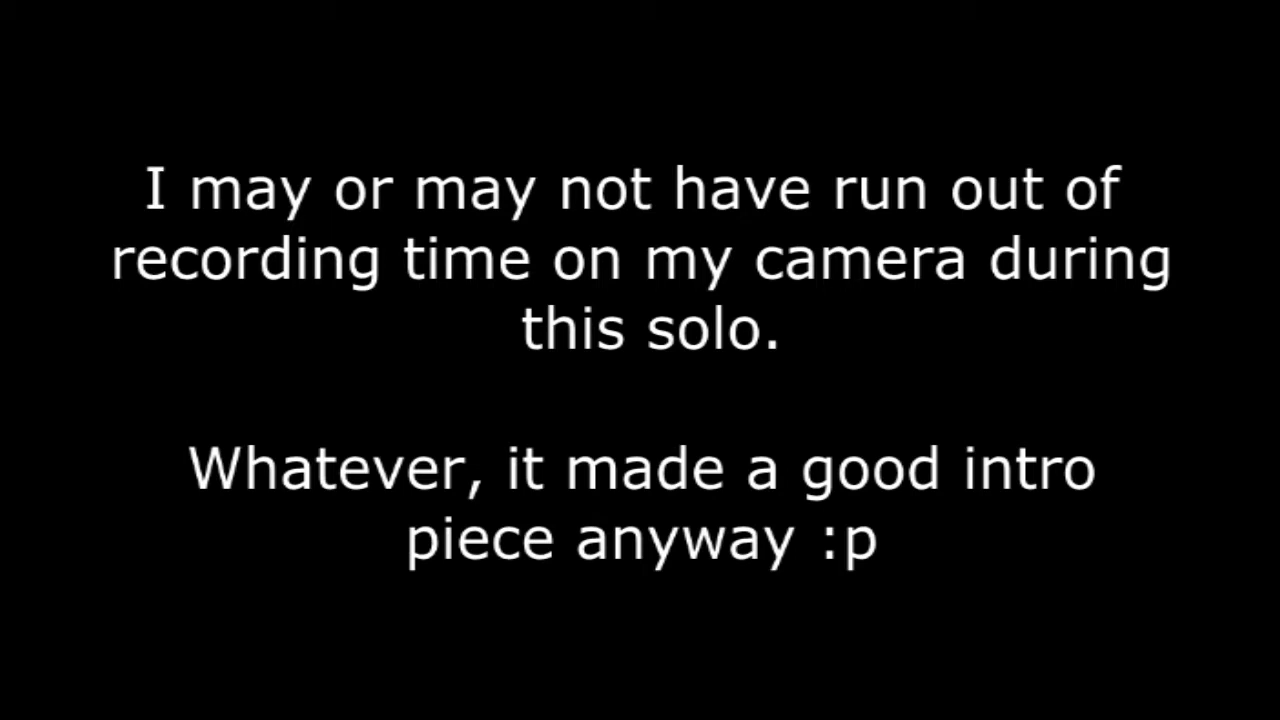 I may or may not have run out of
recording time on my camera during
this solo.
Whatever, it made a good intro
piece anyway :p